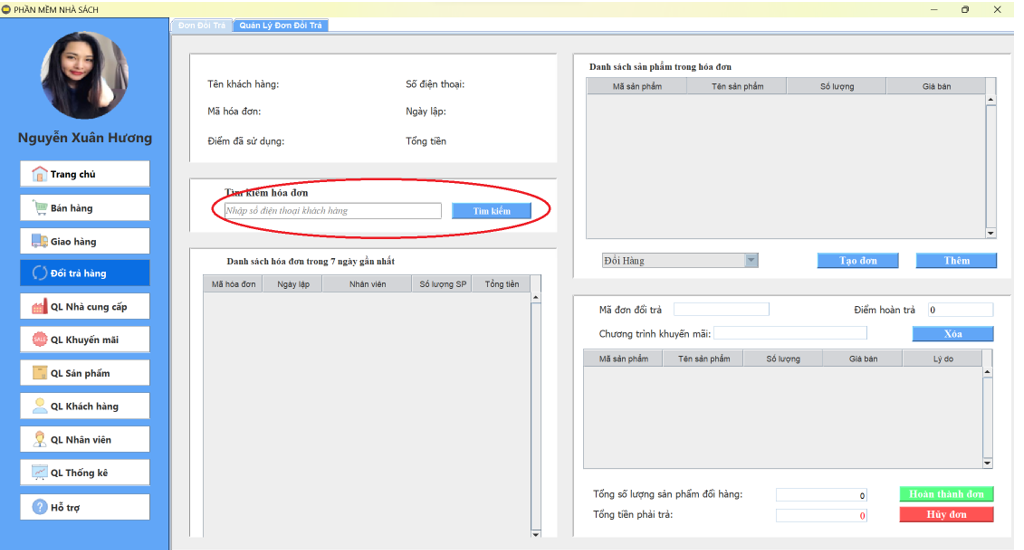 PHẦN MỀM NHÀ SÁCH
Đơn Đổi Trả
Quản Lý Đơn Đổi Trả
Nguyễn Xuân Hương
Trang chủ
Bán hàng
Giao hàng
Đổi trả hàng
QL Nhà cung cấp
SALE
QL Khuyến mãi
QL Sản phẩm
QL Khách hàng
QL Nhân viên
QL Thống kê
? Hỗ trợ
Tên khách hàng: Số điện thoại:
Mã hóa đơn: Ngày lập:
Điểm đã sử dụng: Tổng tiền
Tìm kiếm hóa đơn
Nhập số điện thoại khách hàng Tìm kiếm
Danh sách hóa đơn trong 7 ngày gần nhất
Mã hóa đơn Ngày lập Nhân viên Số lượng SP Tổng tiền
Danh sách sản phẩm trong hóa đơn
Mã sản phẩm Tên sản phẩm Số lượng Giá bán
Đổi Hàng Tạo đơn Thêm
Mã đơn đổi trả Điểm hoàn trả 0
Chương trình khuyến mãi: Xóa
Mã sản phẩm Tên sản phẩm Số lượng Giá bán Lý do
Tổng số lượng sản phẩm đổi hàng: 0 Hoàn thành đơn
Tổng tiền phải trả: 0 Hủy đơn